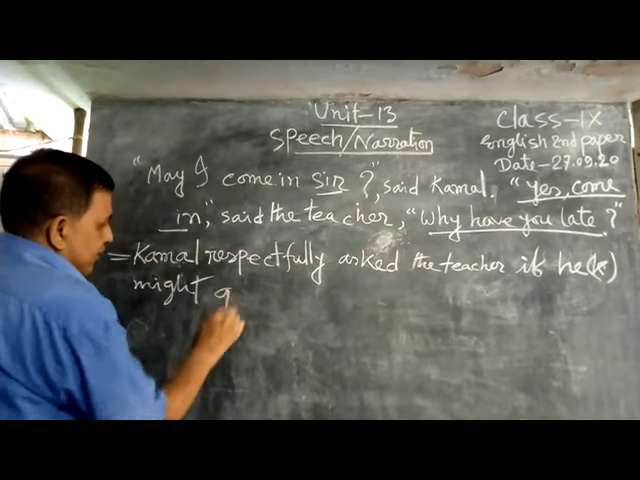 Unit-13
Speech/Narration
Class-IX
English 2nd paper
Date-27.09.20
"May I come in Sir?", said Kamal. "yes, come
in," said the teacher, "Why have you late?"
= Kamal respectfully asked the teacher if he(k)
might g